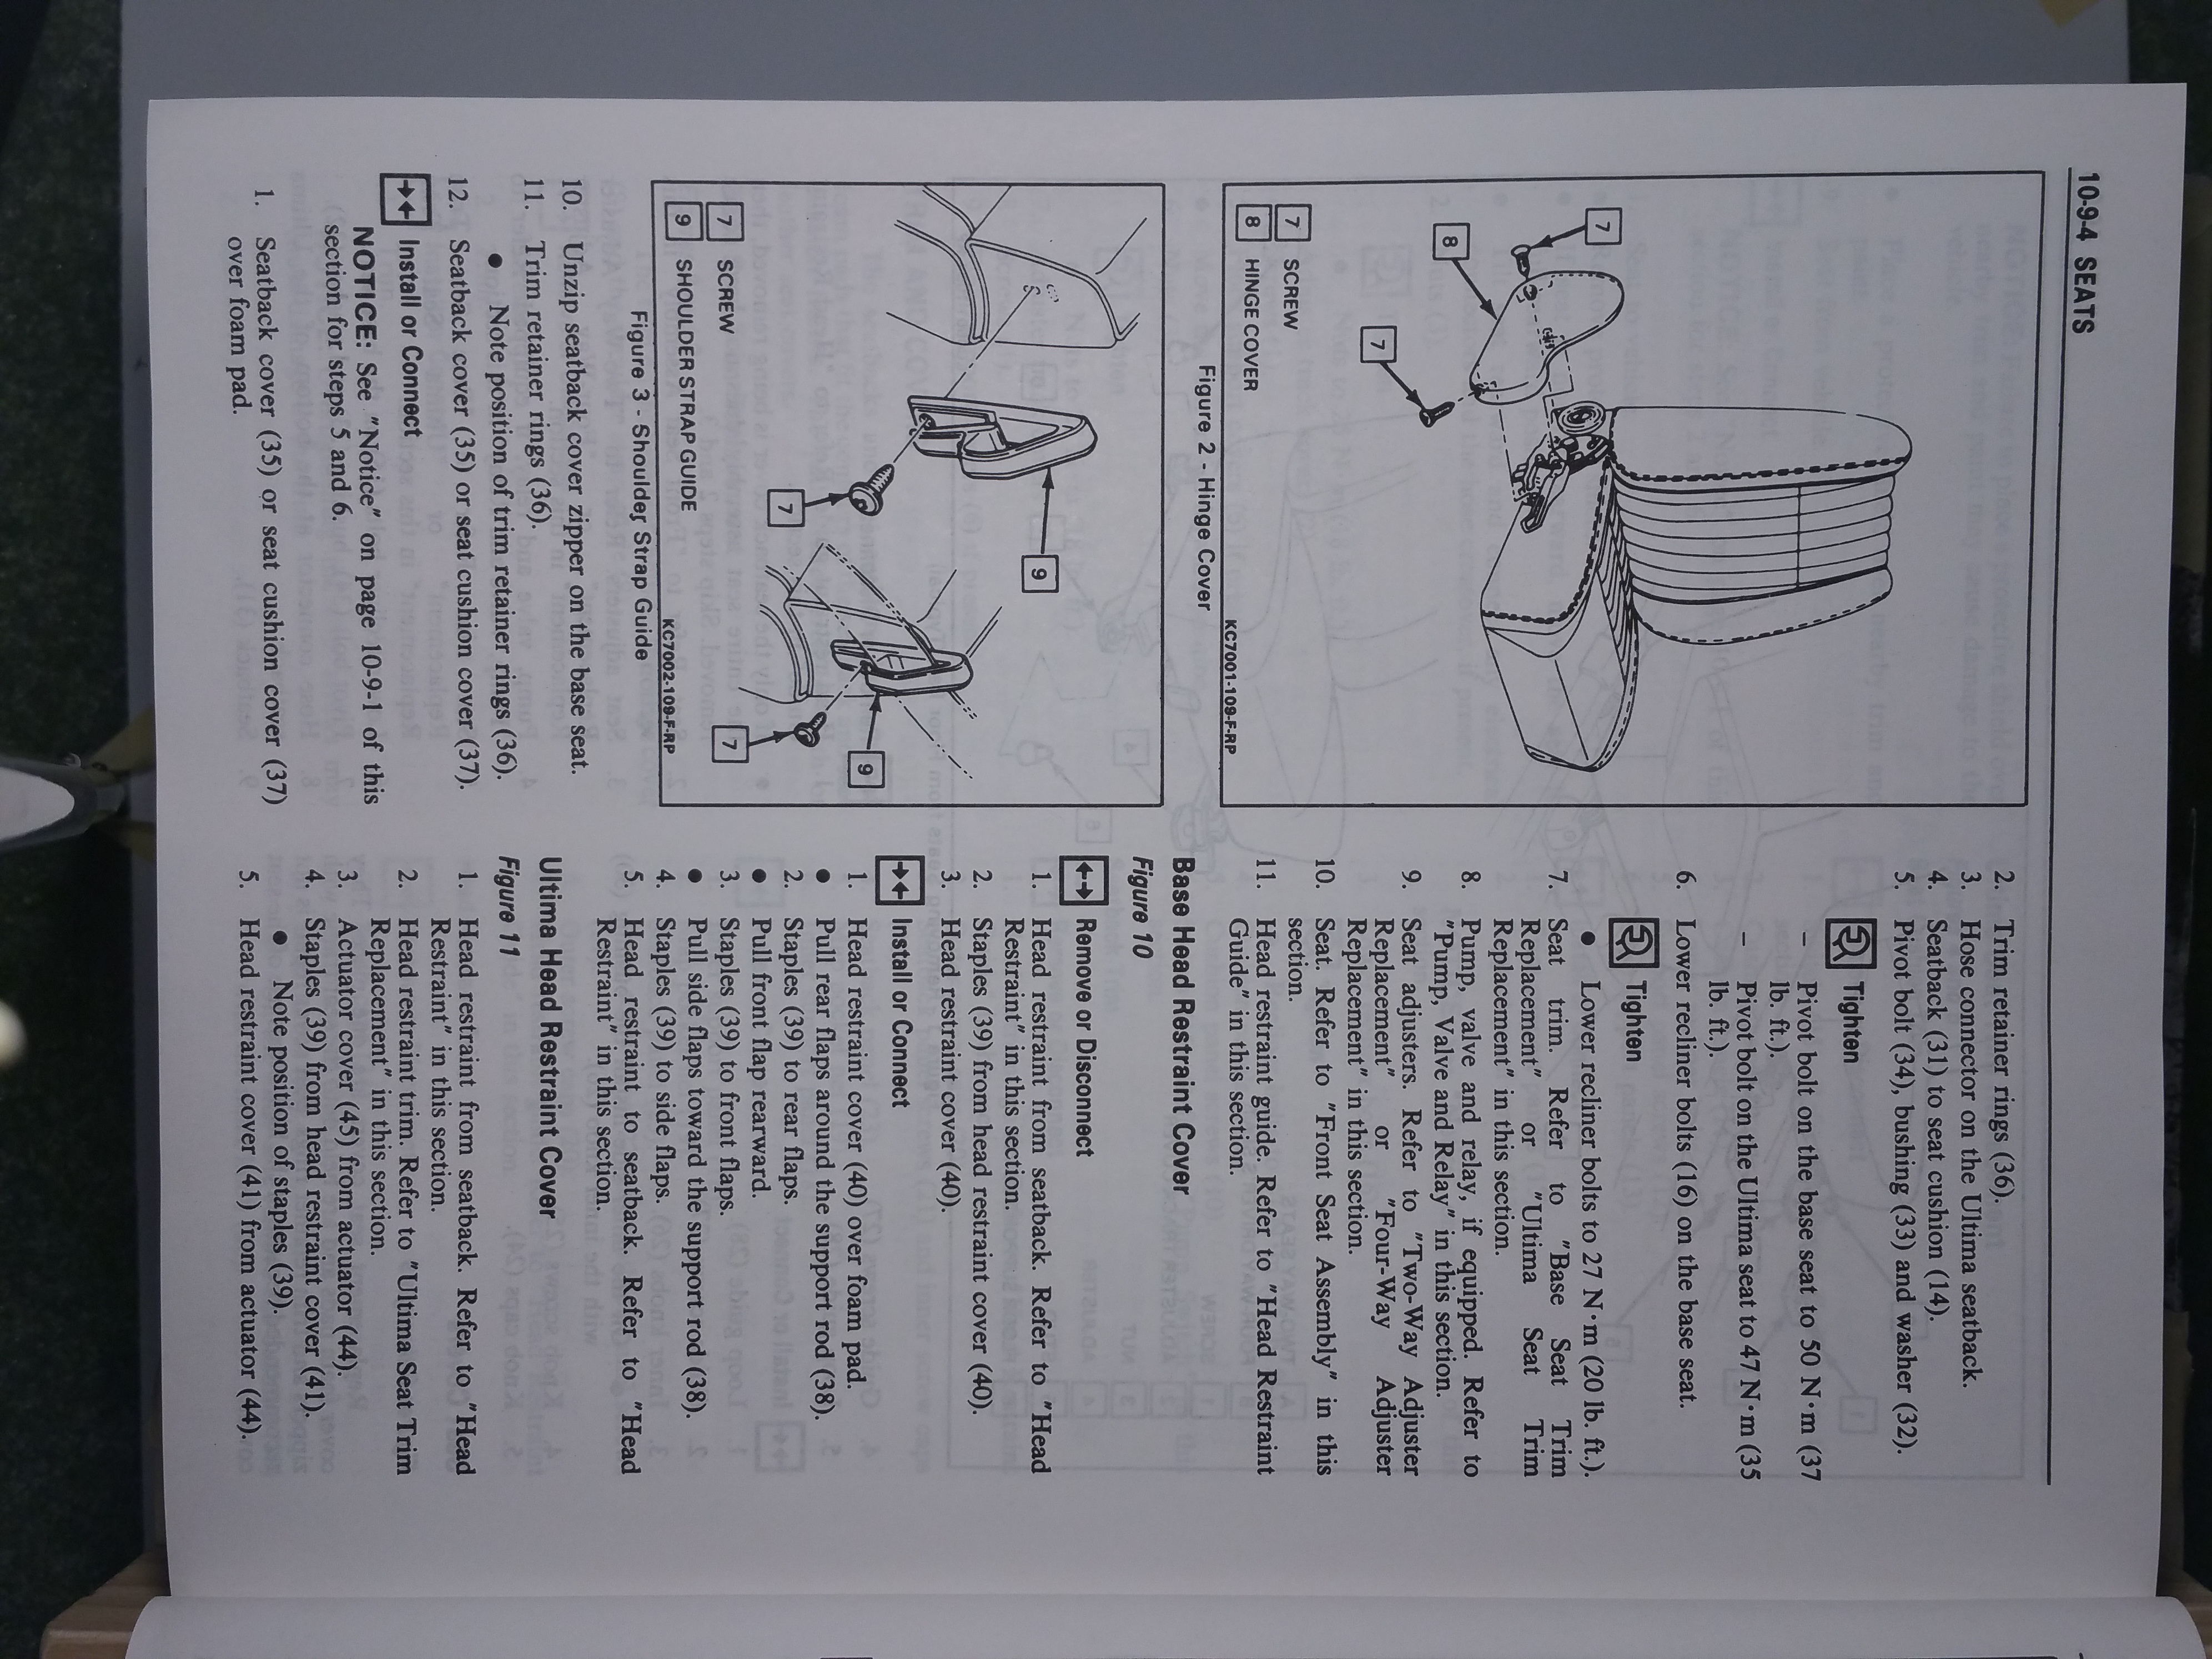 10-9-4 SEATS
7
8
7
7 SCREW
8 HINGE COVER
KC7001-109-F-RP
Figure 2 - Hinge Cover
9
7
9
7
7 SCREW
9 SHOULDER STRAP GUIDE
KC7002-109-F-RP
Figure 3 - Shoulder Strap Guide
10. Unzip seatback cover zipper on the base seat.
11. Trim retainer rings (36).
● Note position of trim retainer rings (36).
12. Seatback cover (35) or seat cushion cover (37).
Install or Connect
NOTICE: See "Notice" on page 10-9-1 of this
section for steps 5 and 6.
1. Seatback cover (35) or seat cushion cover (37)
over foam pad.
2. Trim retainer rings (36).
3. Hose connector on the Ultima seatback.
4. Seatback (31) to seat cushion (14).
5. Pivot bolt (34), bushing (33) and washer (32).
Tighten
– Pivot bolt on the base seat to 50 N·m (37
lb. ft.).
– Pivot bolt on the Ultima seat to 47 N·m (35
lb. ft.).
6. Lower recliner bolts (16) on the base seat.
Tighten
● Lower recliner bolts to 27 N·m (20 lb. ft.).
7. Seat trim. Refer to "Base Seat Trim
Replacement" or "Ultima Seat Trim
Replacement" in this section.
8. Pump, valve and relay, if equipped. Refer to
"Pump, Valve and Relay" in this section.
9. Seat adjusters. Refer to "Two-Way Adjuster
Replacement" or "Four-Way Adjuster
Replacement" in this section.
10. Seat. Refer to "Front Seat Assembly" in this
section.
11. Head restraint guide. Refer to "Head Restraint
Guide" in this section.
Base Head Restraint Cover
Figure 10
Remove or Disconnect
1. Head restraint from seatback. Refer to "Head
Restraint" in this section.
2. Staples (39) from head restraint cover (40).
3. Head restraint cover (40).
Install or Connect
1. Head restraint cover (40) over foam pad.
● Pull rear flaps around the support rod (38).
2. Staples (39) to rear flaps.
● Pull front flap rearward.
3. Staples (39) to front flaps.
● Pull side flaps toward the support rod (38).
4. Staples (39) to side flaps.
5. Head restraint to seatback. Refer to "Head
Restraint" in this section.
Ultima Head Restraint Cover
Figure 11
1. Head restraint from seatback. Refer to "Head
Restraint" in this section.
2. Head restraint trim. Refer to "Ultima Seat Trim
Replacement" in this section.
3. Actuator cover (45) from actuator (44).
4. Staples (39) from head restraint cover (41).
● Note position of staples (39).
5. Head restraint cover (41) from actuator (44).